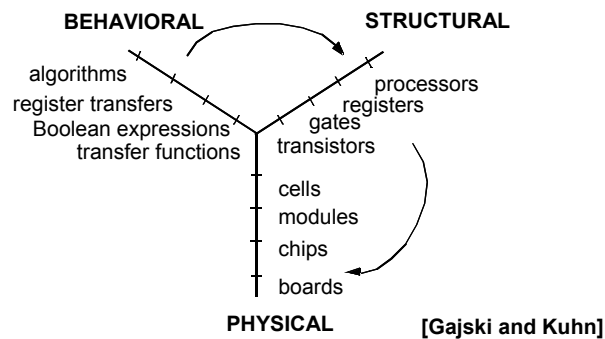 BEHAVIORAL
STRUCTURAL
algorithms
register transfers
Boolean expressions
transfer functions
processors
registers
gates
transistors
cells
modules
chips
boards
PHYSICAL
[Gajski and Kuhn]